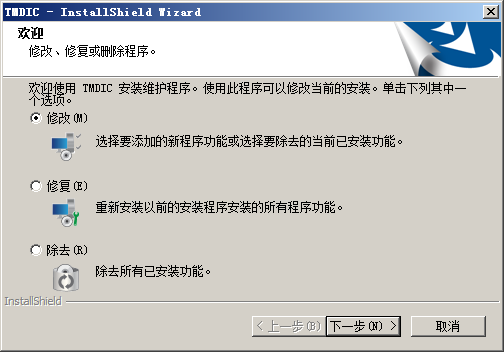 TMDIC - InstallShield Wizard
欢迎
修改、修复或删除程序。
欢迎使用 TMDIC 安装维护程序。使用此程序可以修改当前的安装。单击下列其中一
个选项。
修改(M)
选择要添加的新程序功能或选择要除去的当前已安装功能。
修复(E)
重新安装以前的安装程序安装的所有程序功能。
除去(R)
除去所有已安装功能。
InstallShield
< 上一步(B) 下一步(N) > 取消